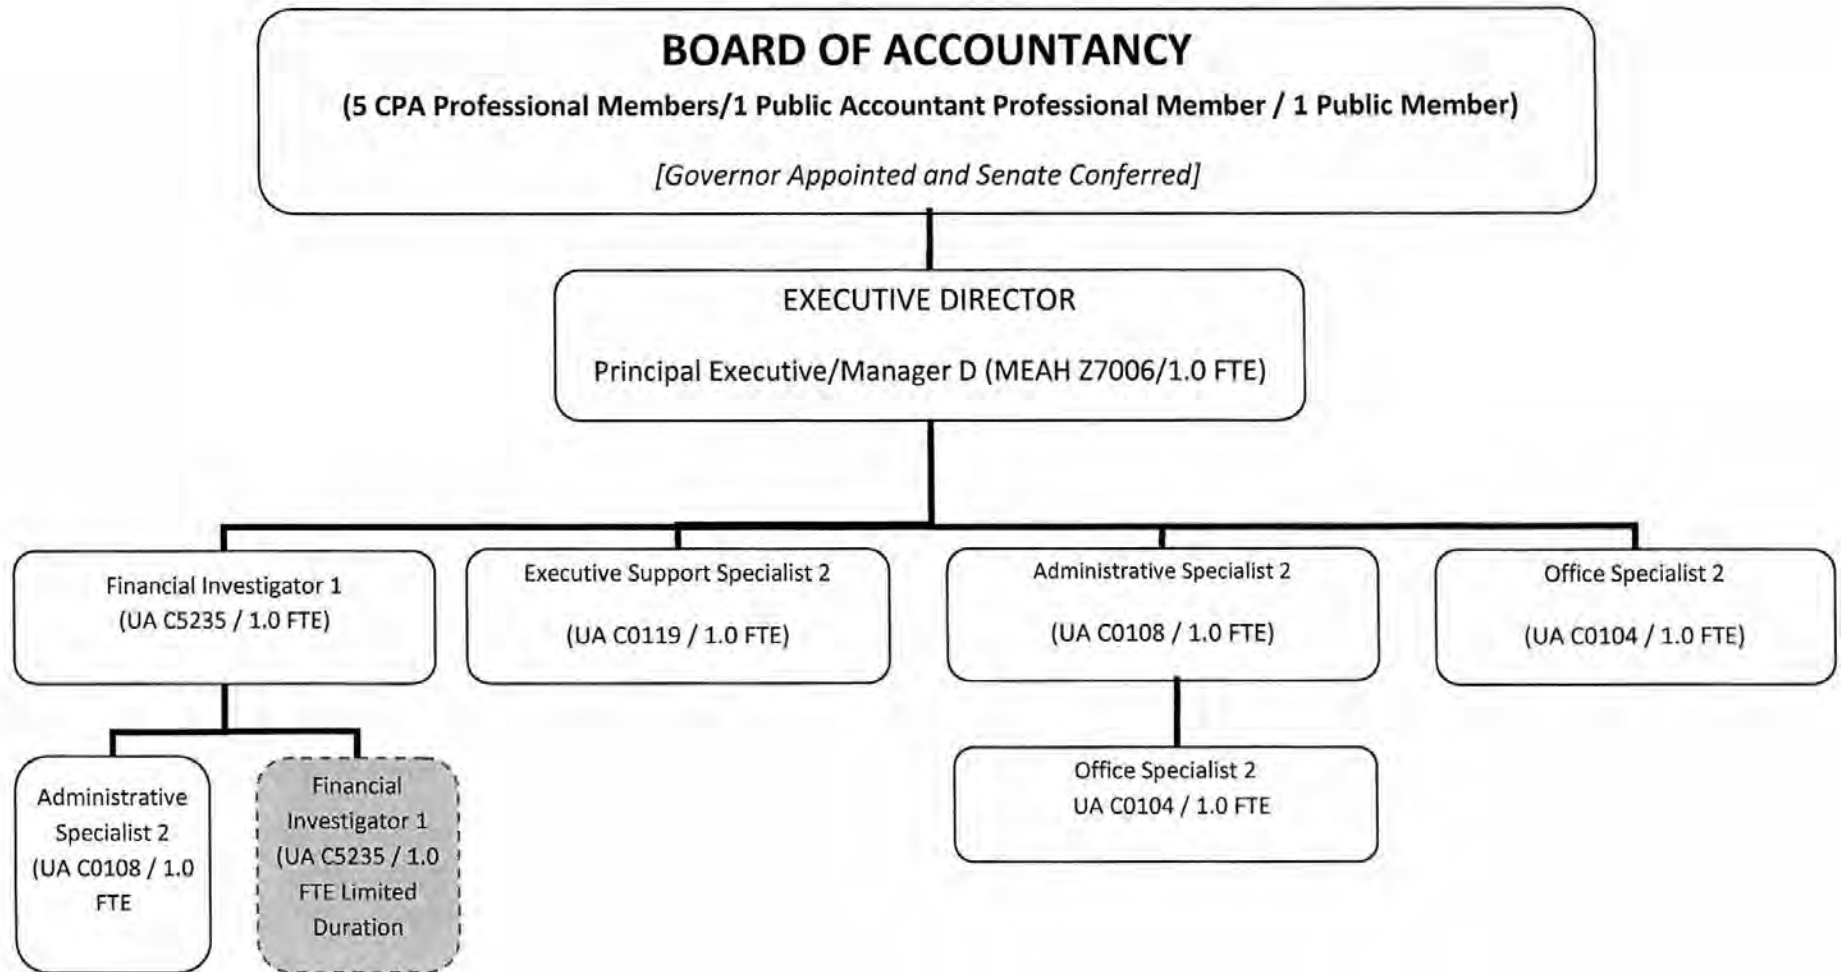 BOARD OF ACCOUNTANCY
(5 CPA Professional Members/1 Public Accountant Professional Member / 1 Public Member)
[Governor Appointed and Senate Conferred]
EXECUTIVE DIRECTOR
Principal Executive/Manager D (MEAH Z7006/1.0 FTE)
Financial Investigator 1
(UA C5235 / 1.0 FTE)
Executive Support Specialist 2
(UA C0119 / 1.0 FTE)
Administrative Specialist 2
(UA C0108 / 1.0 FTE)
Office Specialist 2
(UA C0104 / 1.0 FTE)
Administrative
Specialist 2
(UA C0108 / 1.0
FTE
Financial
Investigator 1
(UA C5235 / 1.0
FTE Limited
Duration
Office Specialist 2
UA C0104 / 1.0 FTE